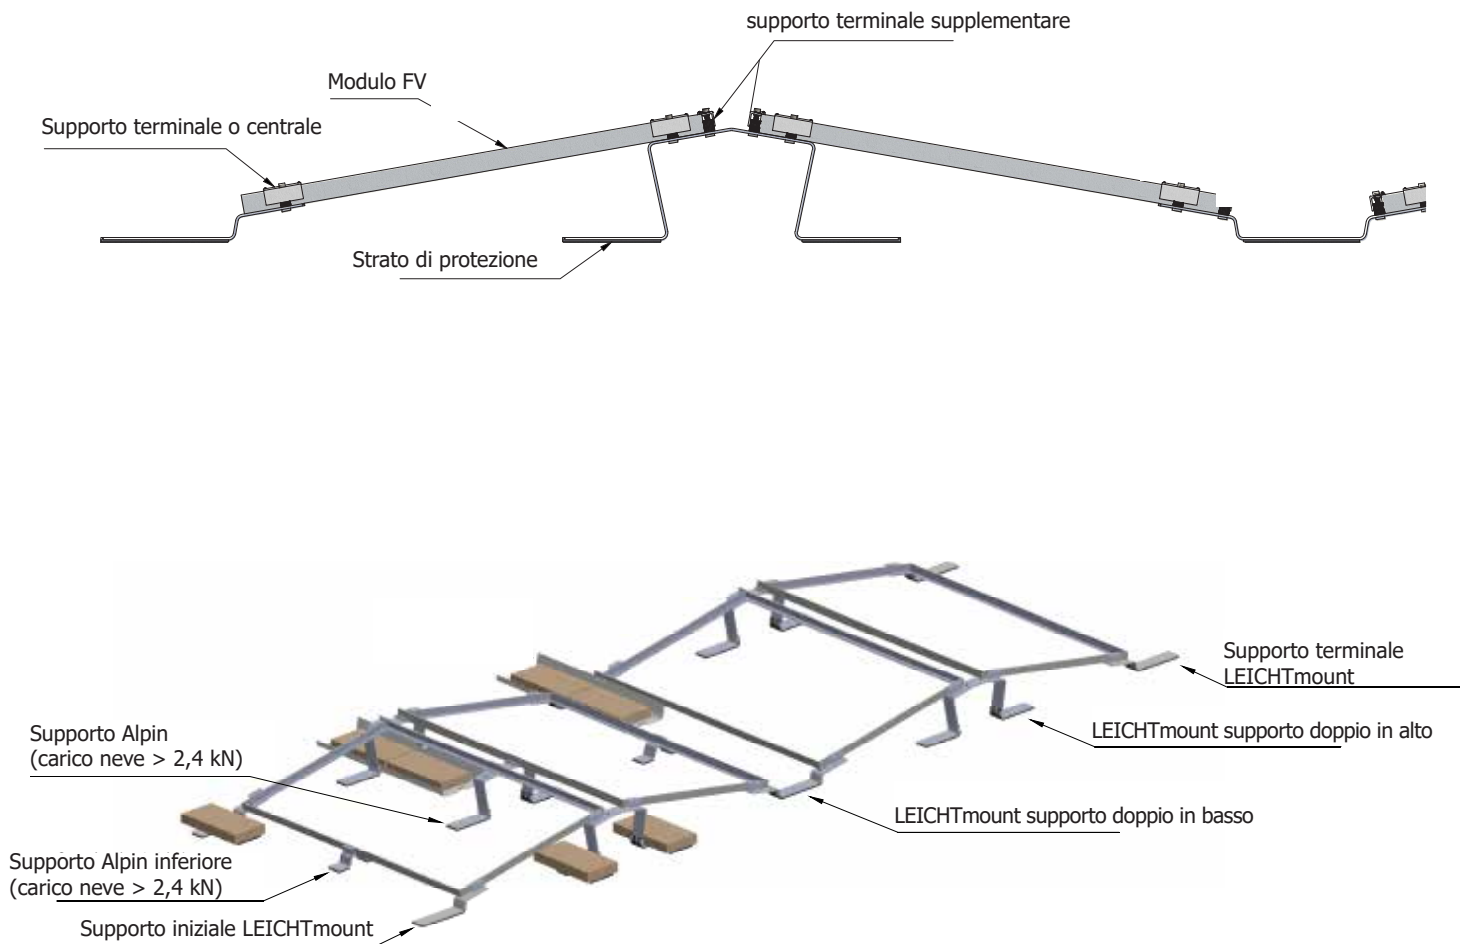 supporto terminale supplementare
Modulo FV
Supporto terminale o centrale
Strato di protezione
Supporto terminale
LEICHTmount
LEICHTmount supporto doppio in alto
Supporto Alpin
(carico neve > 2,4 kN)
LEICHTmount supporto doppio in basso
Supporto Alpin inferiore
(carico neve > 2,4 kN)
Supporto iniziale LEICHTmount